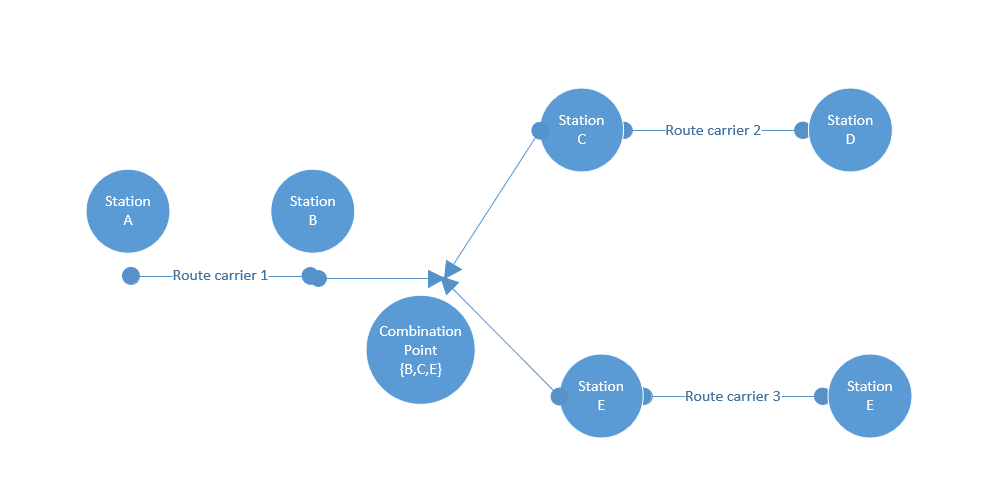 Station
C
Route carrier 2
Station
D
Station
A
Station
B
Route carrier 1
Combination
Point
{B,C,E}
Station
E
Route carrier 3
Station
E